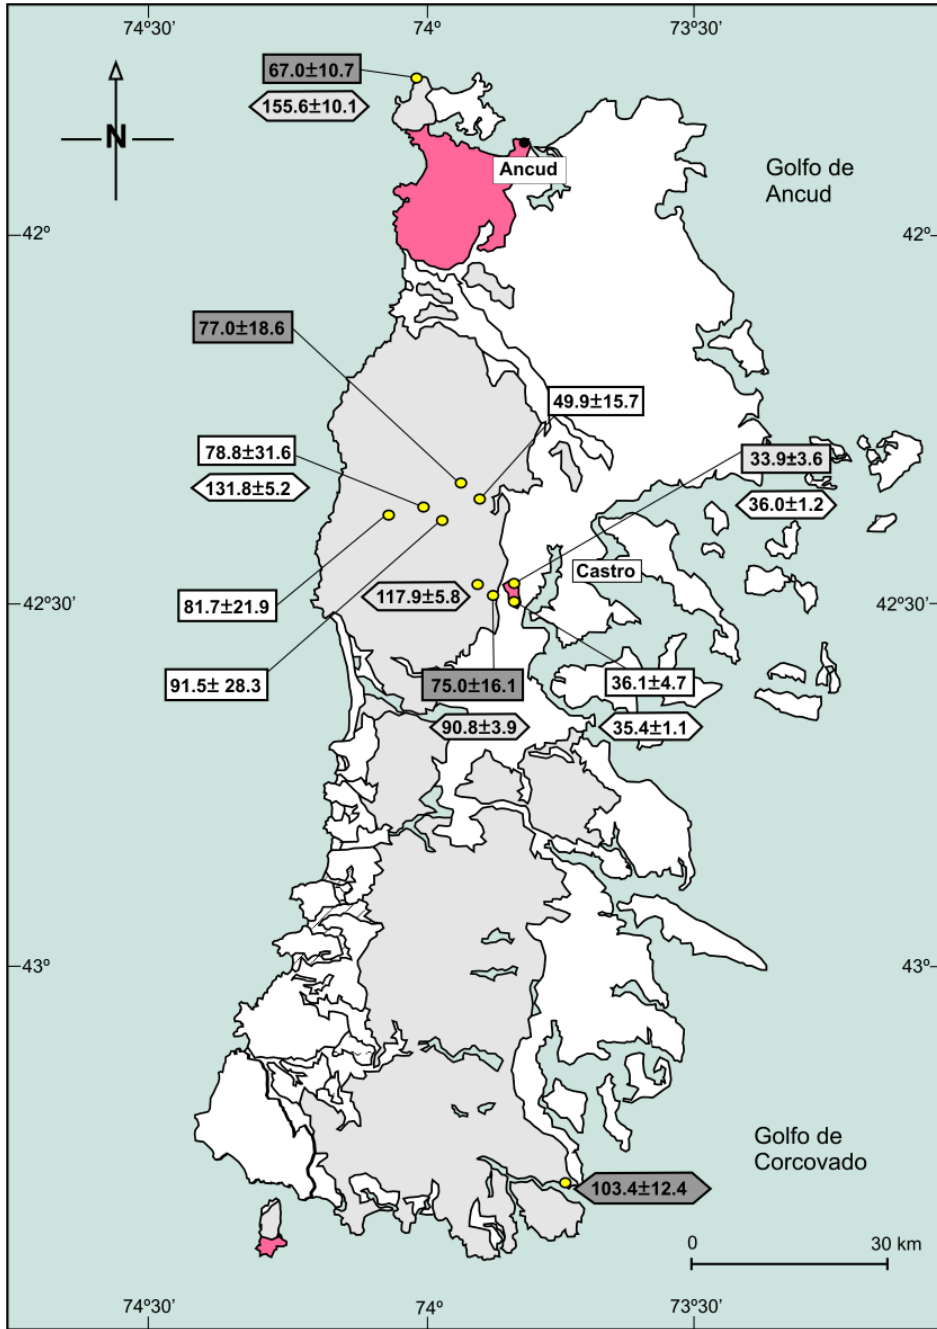 74º30’
74º
73º30’
67.0±10.7
155.6±10.1
N
Ancud
Golfo de
Ancud
42º
42º
77.0±18.6
49.9±15.7
78.8±31.6
131.8±5.2
33.9±3.6
36.0±1.2
Castro
81.7±21.9
117.9±5.8
42º30’
42º30’
91.5± 28.3
75.0±16.1
36.1±4.7
90.8±3.9
35.4±1.1
43º
43º
Golfo de
Corcovado
103.4±12.4
0
30 km
74º30’
74º
73º30’